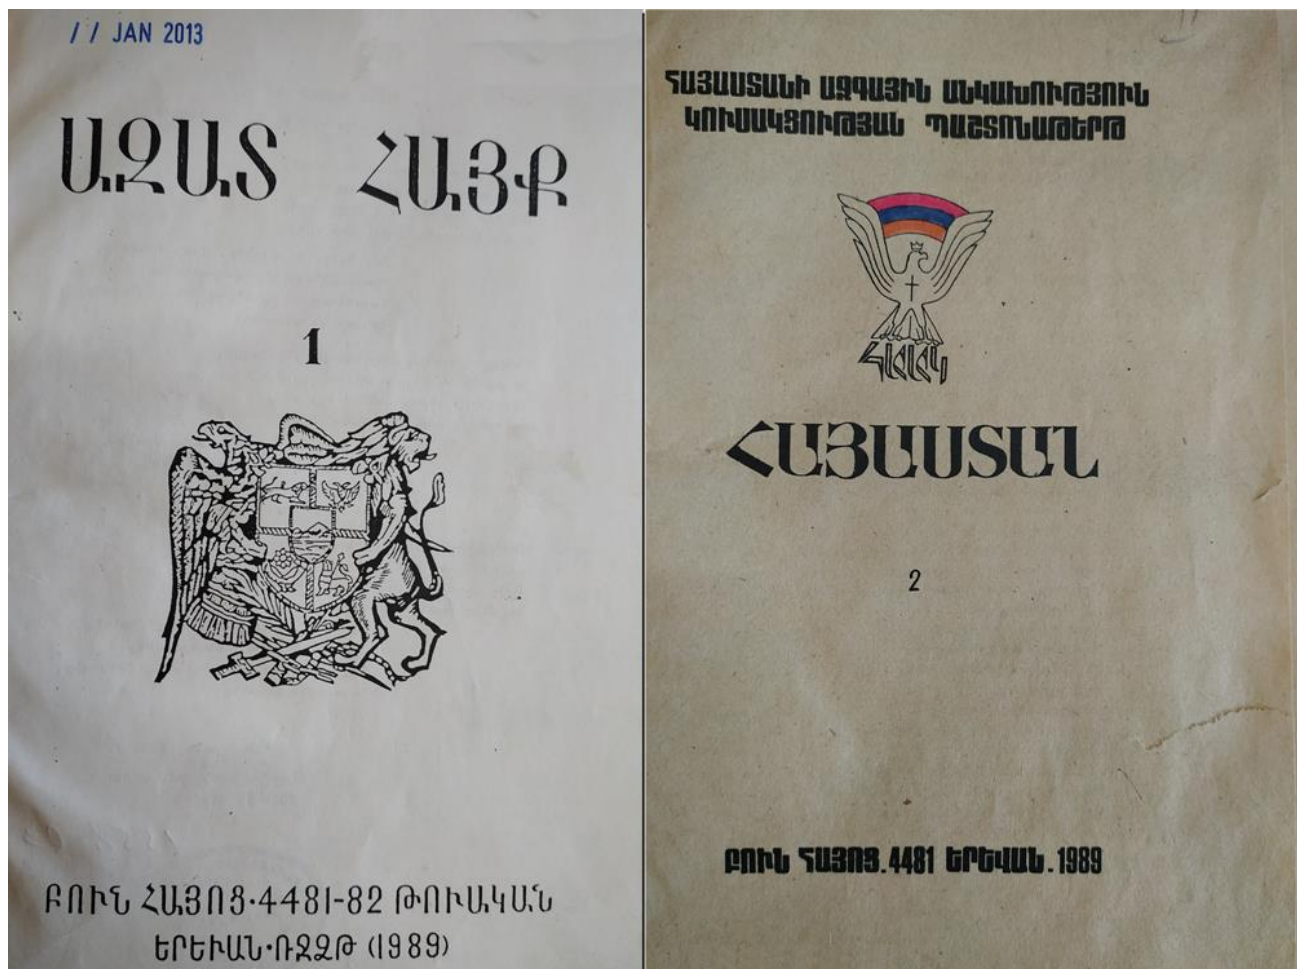 // JAN 2013
ԱԶԱՏ ՀԱՅՔ
1
ԲՈՒՆ ՀԱՅՈՑ•4481-82 ԹՈՒԱԿԱՆ
ԵՐԵՒԱՆ•ՌՋՁԹ (1989)
ՀԱՅԱՍՏԱՆԻ ԱԶԳԱՅԻՆ ԱՆԿԱԽՈՒԹՅՈՒՆ
ԿՈՒՍԱԿՑՈՒԹՅԱՆ ՊԱՇՏՈՆԱԹԵՐԹ
ՀԱԱԿ
ՀԱՅԱՍՏԱՆ
2
ԲՈՒՆ ՀԱՅՈՑ.4481 ԵՐԵՎԱՆ.1989